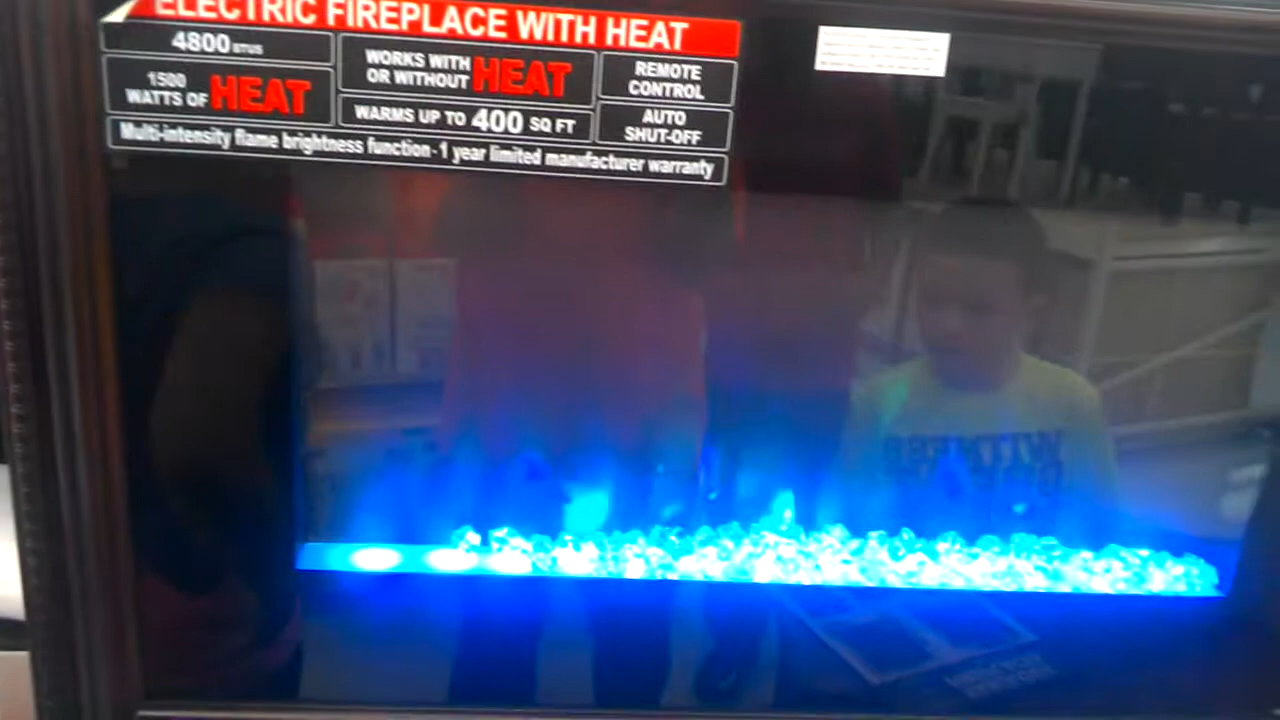 ELECTRIC FIREPLACE WITH HEAT
4800 BTUS
1500
WATTS OF HEAT
WORKS WITH
OR WITHOUT HEAT
WARMS UP TO 400 SQ FT
REMOTE
CONTROL
AUTO
SHUT-OFF
Multi-intensity flame brightness function - 1 year limited manufacturer warranty